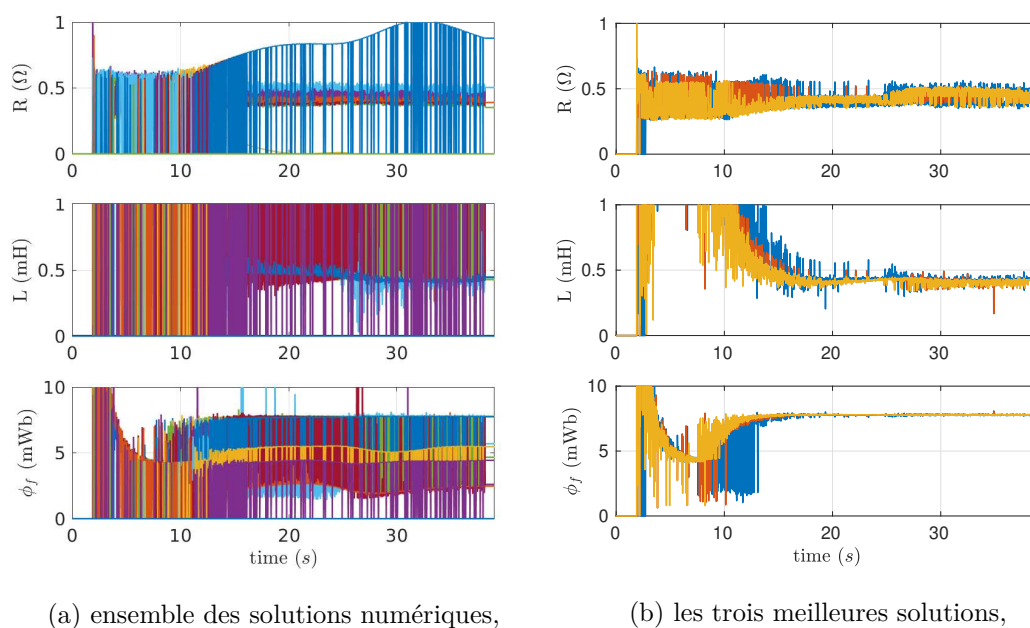 1
0.5
0
R (Ω)
0 10 20 30
1
0.5
0
L (mH)
0 10 20 30
10
5
0
ϕf (mWb)
0 10 20 30
time (s)
(a) ensemble des solutions numériques,
1
0.5
0
R (Ω)
0 10 20 30
1
0.5
0
L (mH)
0 10 20 30
10
5
0
ϕf (mWb)
0 10 20 30
time (s)
(b) les trois meilleures solutions,